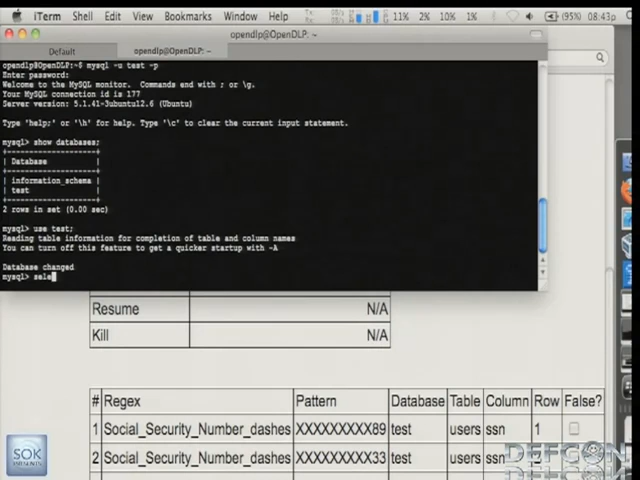 iTerm Shell Edit View Bookmarks Window Help 11% 2% 10% 1% (95%) 08:43p
opendlp@OpenDLP: ~
Default opendlp@OpenDLP: ~
opendlp@OpenDLP:~$ mysql -u test -p
Enter password:
Welcome to the MySQL monitor. Commands end with ; or \g.
Your MySQL connection id is 177
Server version: 5.1.41-3ubuntu12.6 (Ubuntu)
Type 'help;' or '\h' for help. Type '\c' to clear the current input statement.
mysql> show databases;
+--------------------+
| Database |
+--------------------+
| information_schema |
| test |
+--------------------+
2 rows in set (0.00 sec)
mysql> use test;
Reading table information for completion of table and column names
You can turn off this feature to get a quicker startup with -A
Database changed
mysql> sele
Resume N/A
Kill N/A
# Regex Pattern Database Table Column Row False?
1 Social_Security_Number_dashes XXXXXXXXX89 test users ssn 1
2 Social_Security_Number_dashes XXXXXXXXX33 test users ssn
SOK
PRESENTS
DEFCON